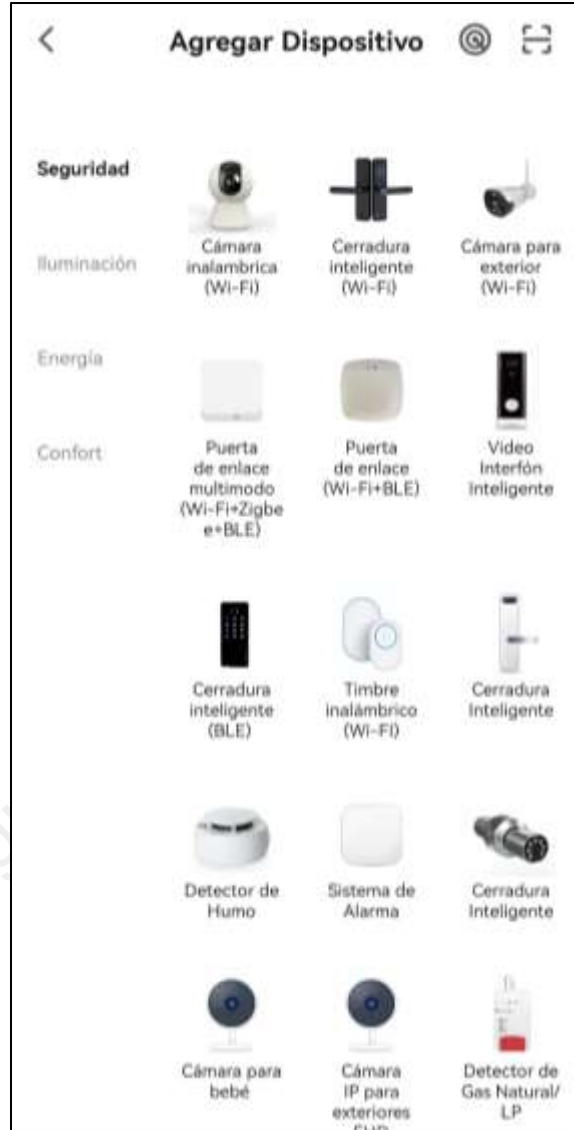 Agregar Dispositivo
Seguridad
Iluminación
Energía
Confort
Cámara
inalambrica
(Wi-Fi)
Cerradura
inteligente
(Wi-Fi)
Cámara para
exterior
(Wi-Fi)
Puerta
de enlace
multimodo
(Wi-Fi+Zigbe
e+BLE)
Puerta
de enlace
(Wi-Fi+BLE)
Video
Interfón
Inteligente
Cerradura
inteligente
(BLE)
Timbre
inalámbrico
(Wi-FI)
Cerradura
Inteligente
Detector de
Humo
Sistema de
Alarma
Cerradura
Inteligente
Cámara para
bebé
Cámara
IP para
exteriores
Detector de
Gas Natural/
LP